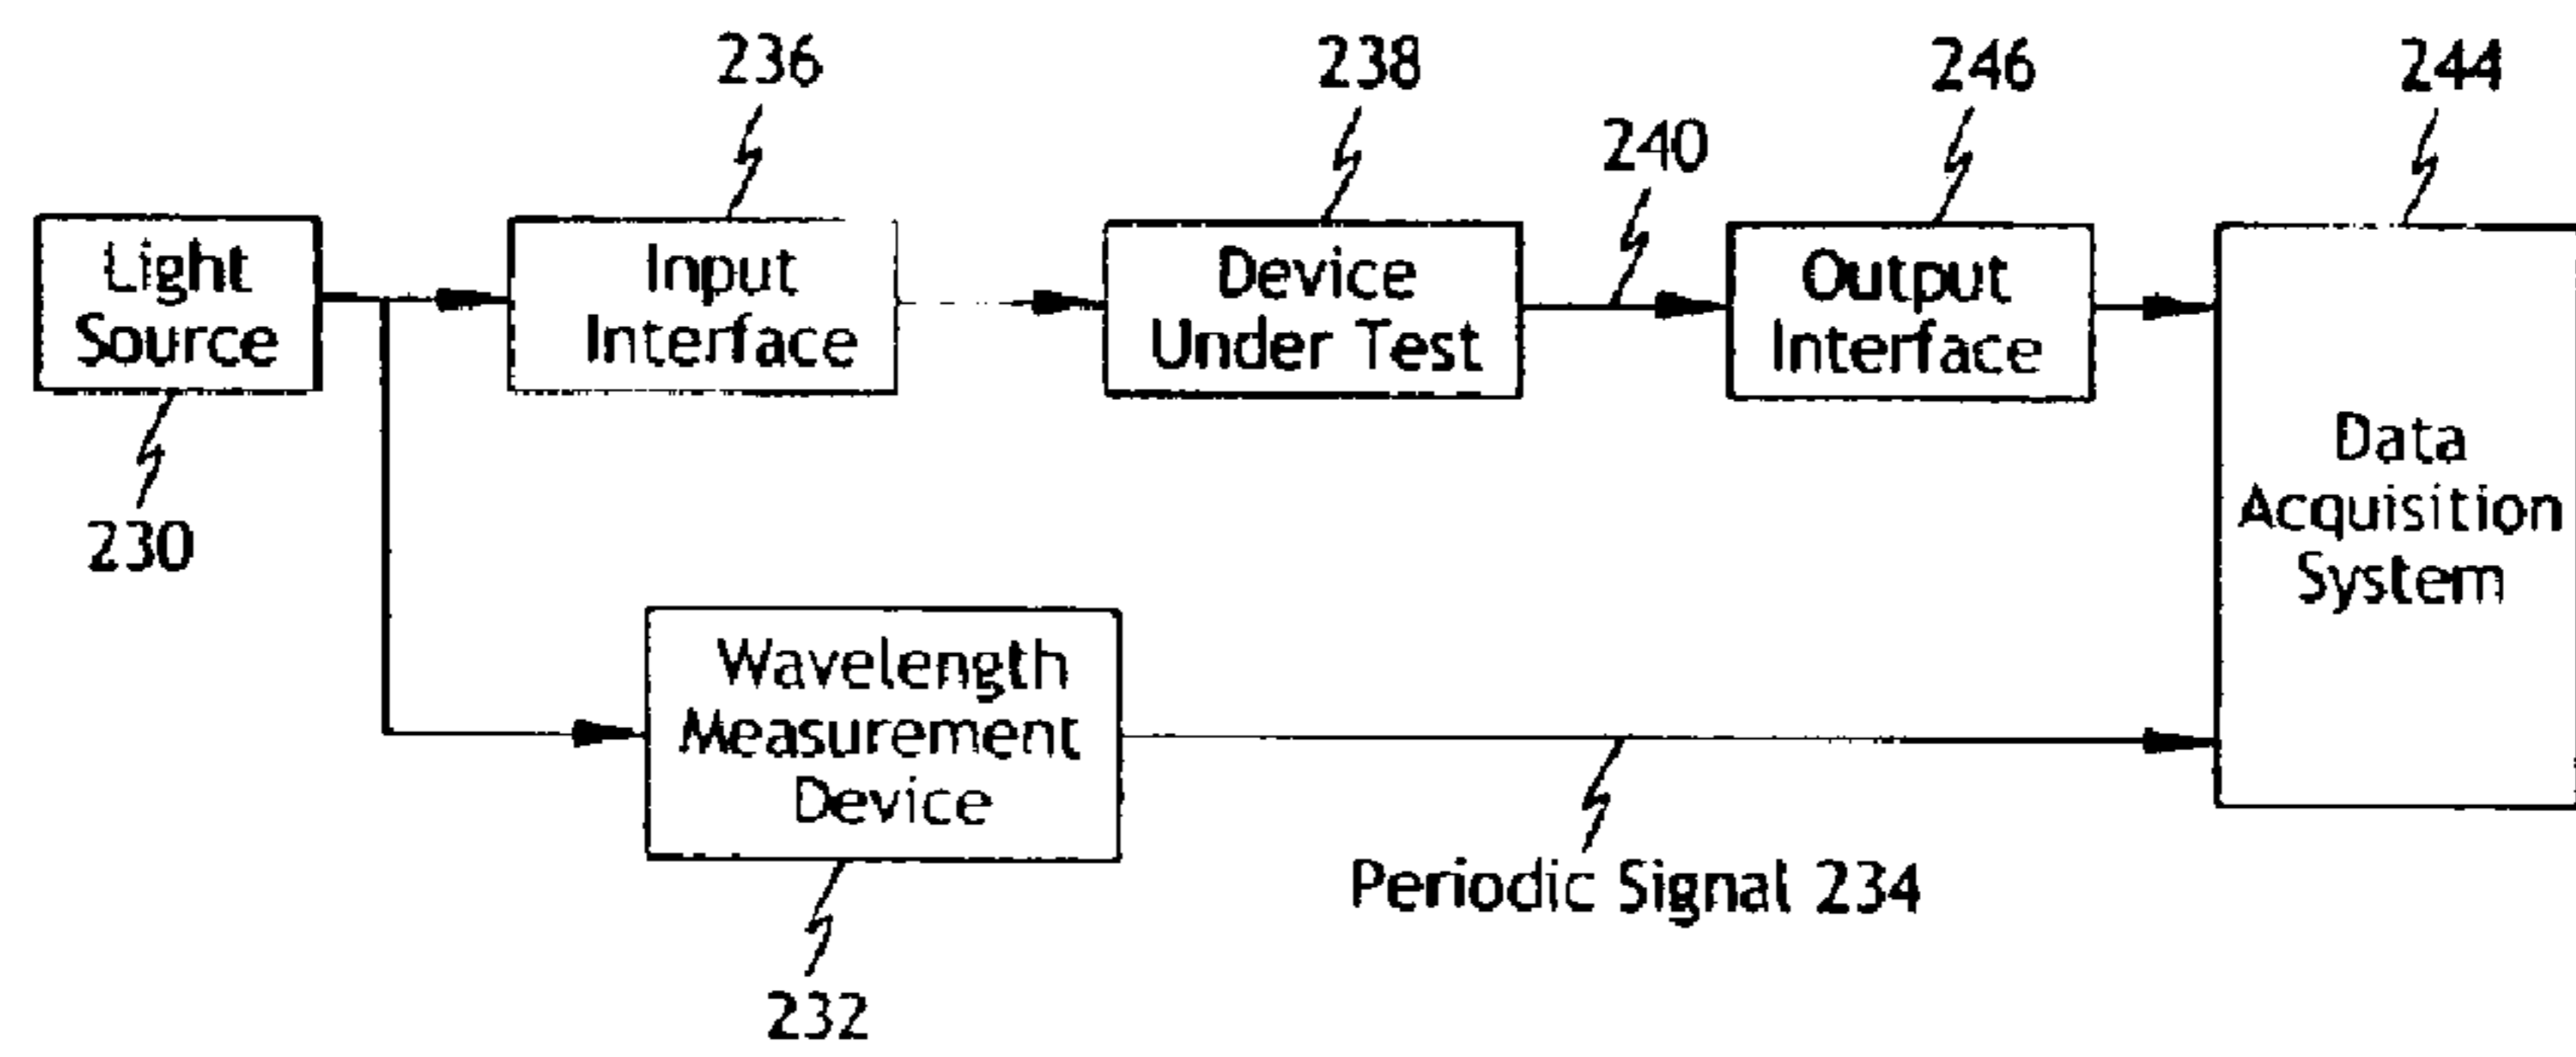 236
238
246
244
240
Light
Source
Input
Interface
Device
Under Test
Output
Interface
Data
Acquisition
System
230
Wavelength
Measurement
Device
Periodic Signal 234
232